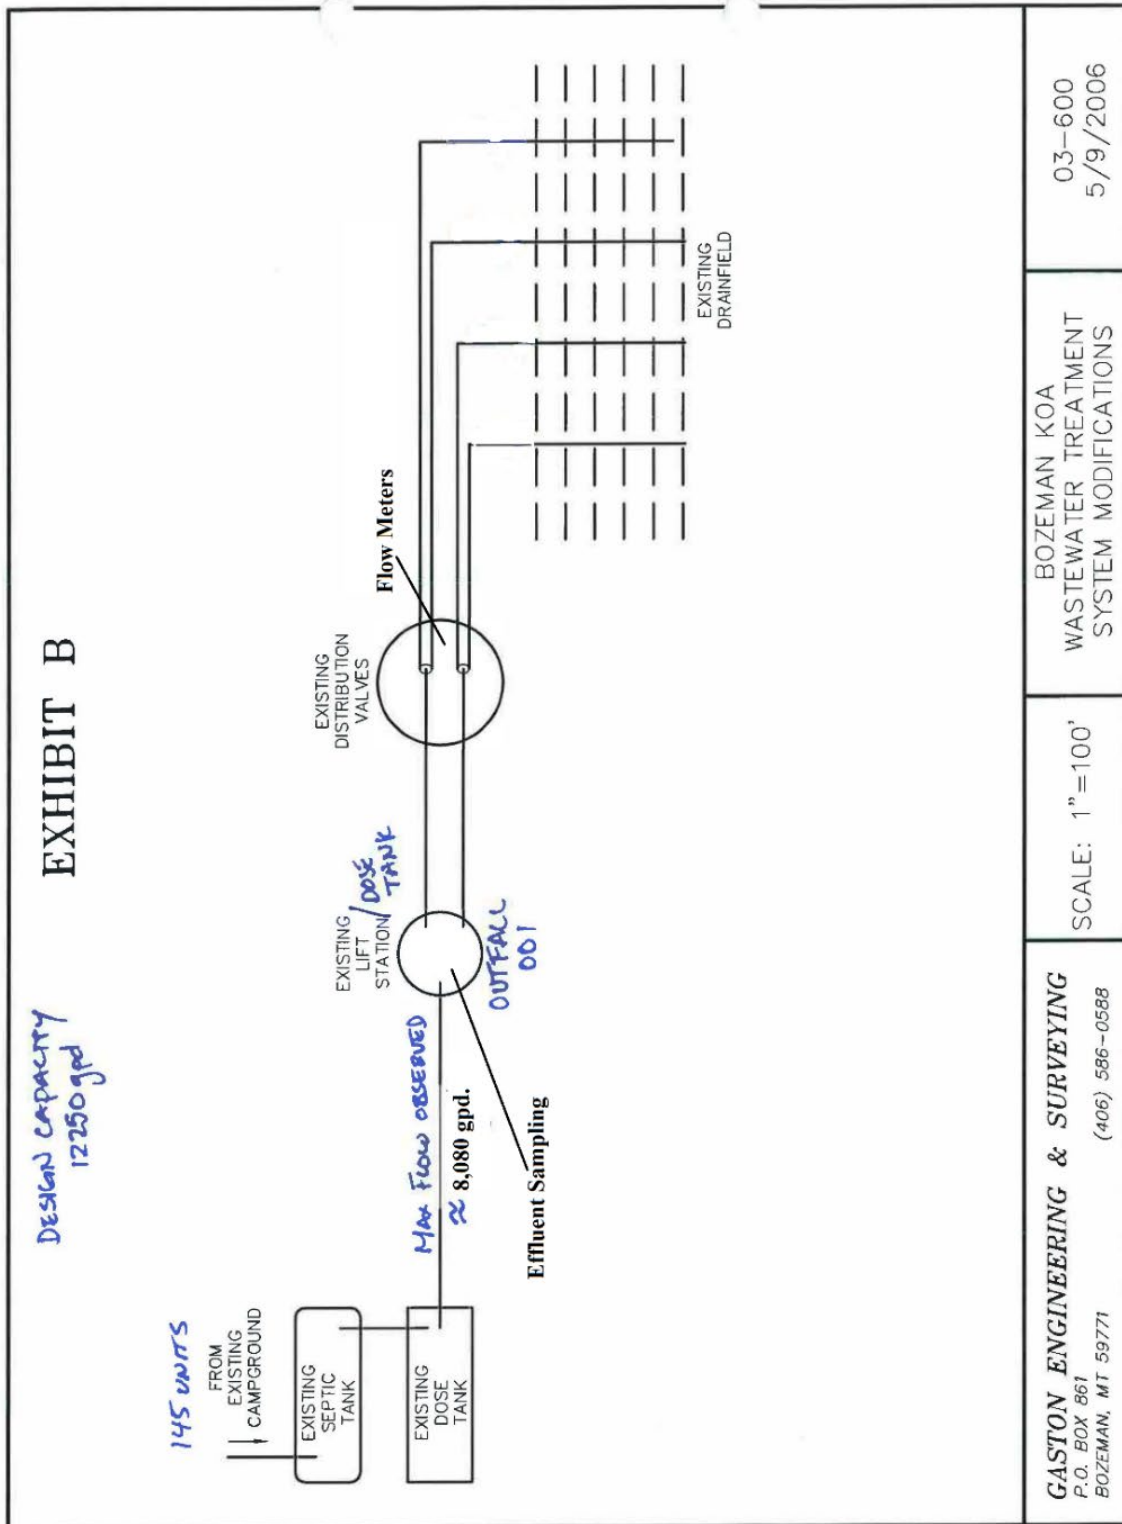 EXHIBIT B
DESIGN CAPACITY
12250 gpd
145 UNITS
FROM
EXISTING
CAMPGROUND
EXISTING
SEPTIC
TANK
EXISTING
DOSE
TANK
MAX FLOW OBSERVED
≈ 8,080 gpd.
Effluent Sampling
EXISTING
LIFT
STATION/DOSE
TANK
OUTFALL
001
EXISTING
DISTRIBUTION
VALVES
Flow Meters
EXISTING
DRAINFIELD
GASTON ENGINEERING & SURVEYING
P.O. BOX 861
BOZEMAN, MT 59771 (406) 586-0588
SCALE: 1"=100'
BOZEMAN KOA
WASTEWATER TREATMENT
SYSTEM MODIFICATIONS
03-600
5/9/2006